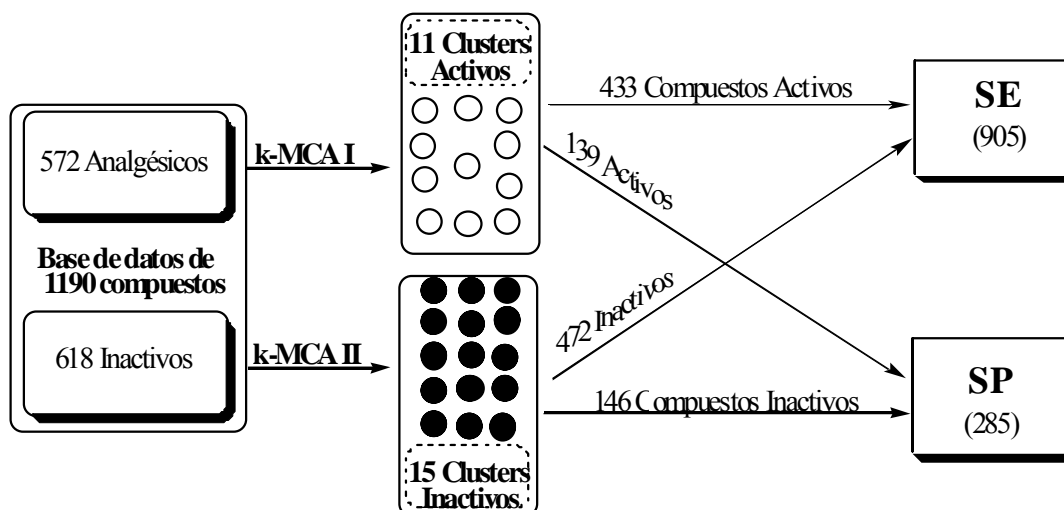 572 Analgésicos
Base de datos de
1190 compuestos
618 Inactivos
k-MCA I
k-MCA II
11 Clusters
Activos
15 Clusters
Inactivos
433 Compuestos Activos
139 Activos
472 Inactivos
146 Compuestos Inactivos
SE
(905)
SP
(285)